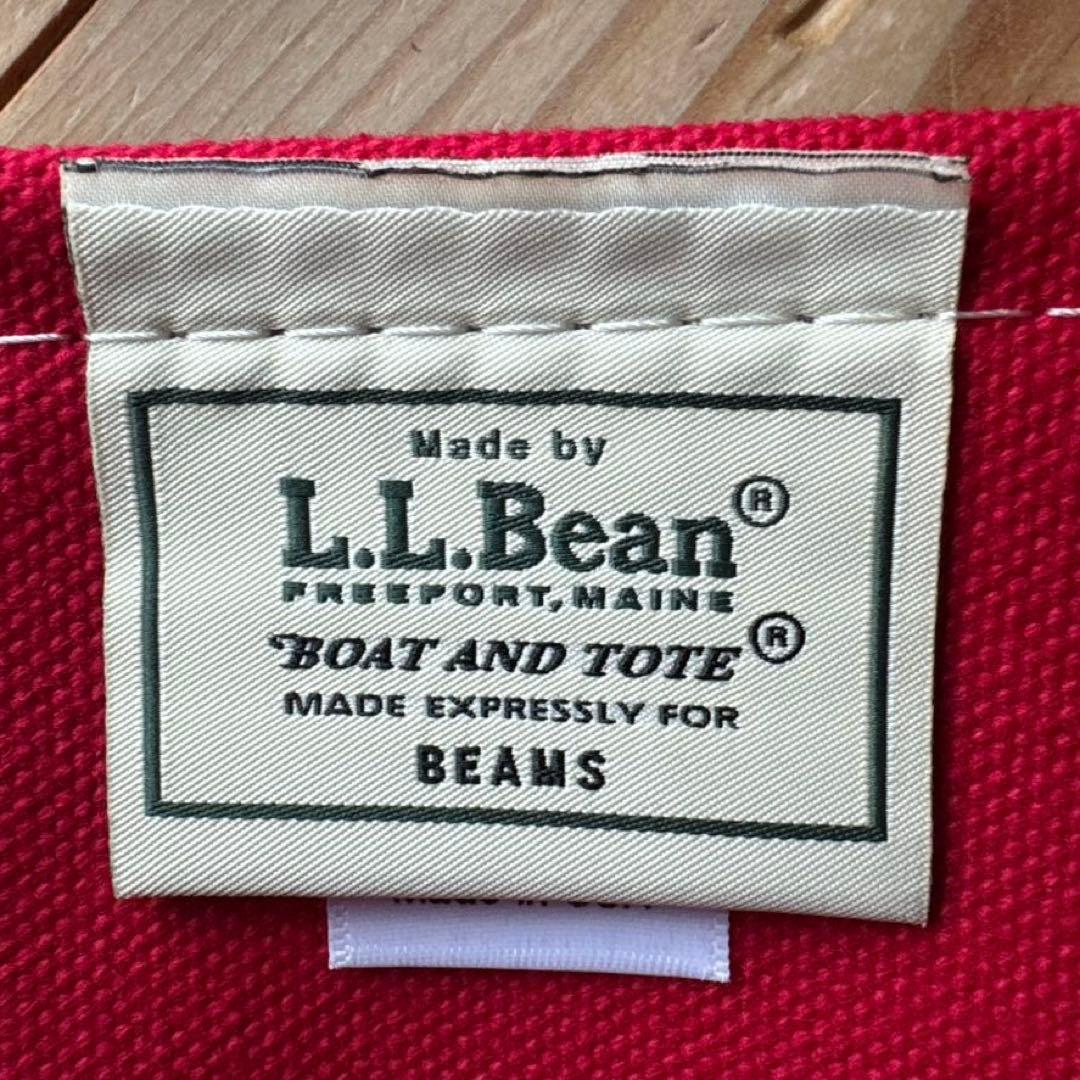 Made by
L.L.Bean®
FREEPORT, MAINE
BOAT AND TOTE®
MADE EXPRESSLY FOR
BEAMS